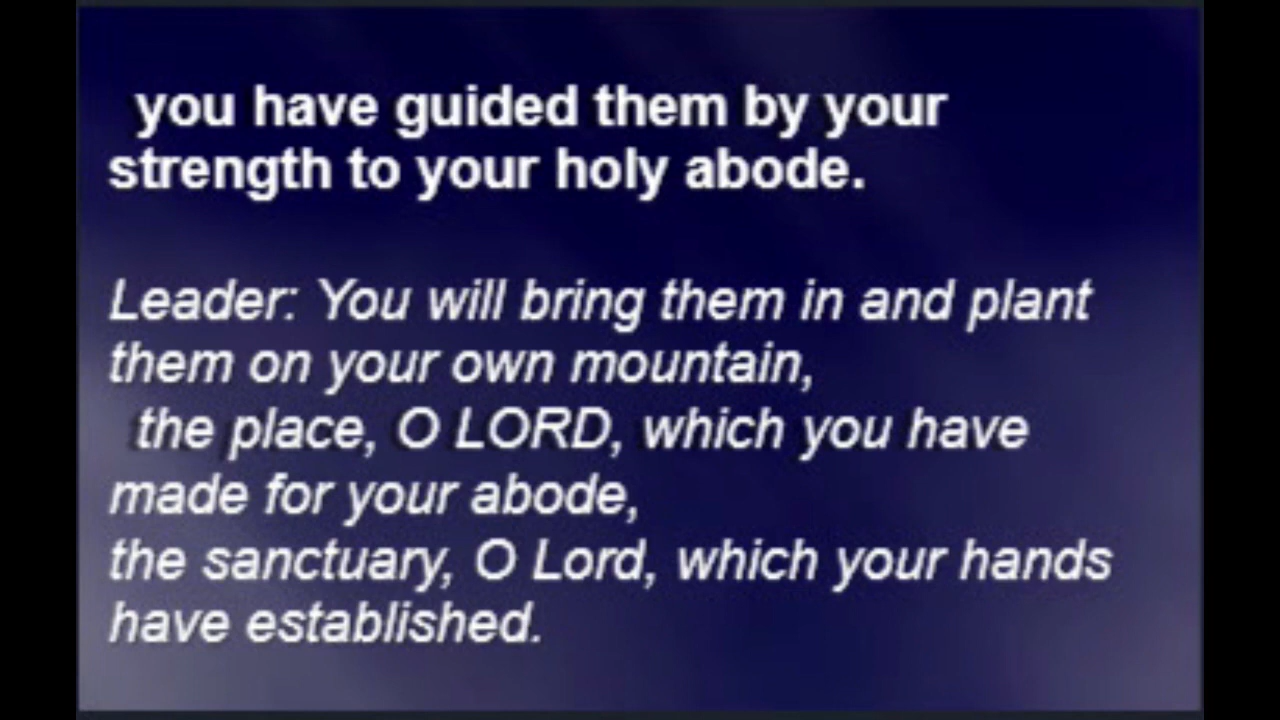 you have guided them by your
strength to your holy abode.
Leader: You will bring them in and plant
them on your own mountain,
the place, O LORD, which you have
made for your abode,
the sanctuary, O Lord, which your hands
have established.